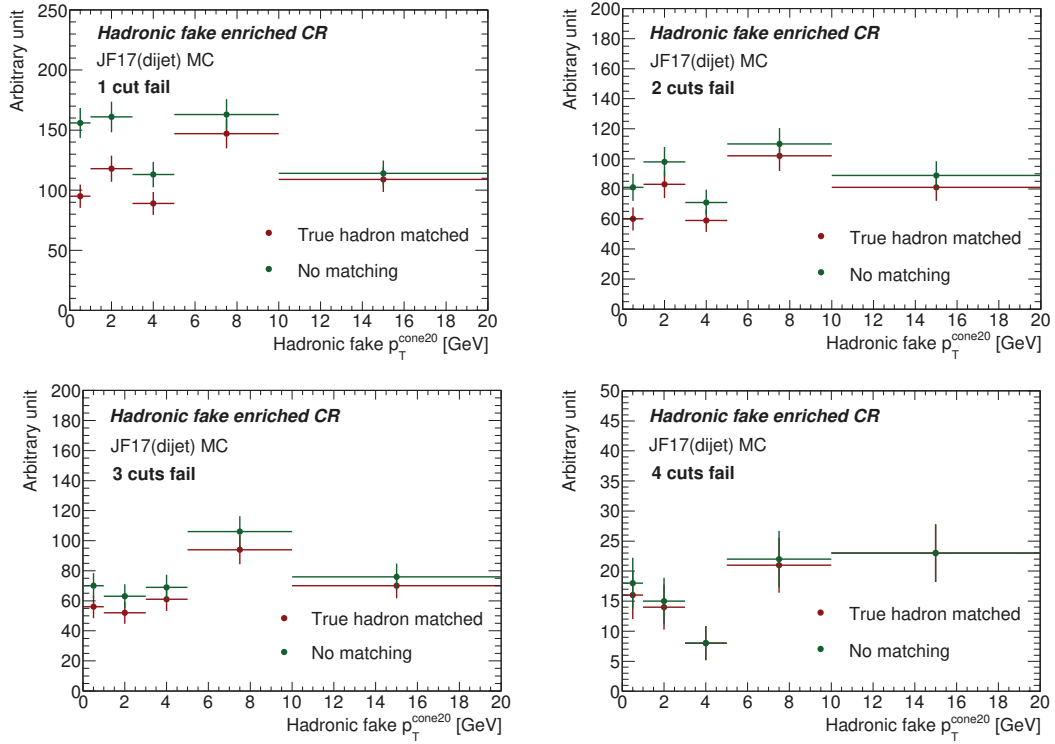 Arbitrary unit
250
200
150
100
50
0
Hadronic fake enriched CR
JF17(dijet) MC
1 cut fail
True hadron matched
No matching
0 2 4 6 8 10 12 14 16 18 20
Hadronic fake p_T^cone20 [GeV]
Arbitrary unit
200
180
160
140
120
100
80
60
40
20
0
Hadronic fake enriched CR
JF17(dijet) MC
2 cuts fail
True hadron matched
No matching
0 2 4 6 8 10 12 14 16 18 20
Hadronic fake p_T^cone20 [GeV]
Arbitrary unit
200
180
160
140
120
100
80
60
40
20
0
Hadronic fake enriched CR
JF17(dijet) MC
3 cuts fail
True hadron matched
No matching
0 2 4 6 8 10 12 14 16 18 20
Hadronic fake p_T^cone20 [GeV]
Arbitrary unit
50
45
40
35
30
25
20
15
10
5
0
Hadronic fake enriched CR
JF17(dijet) MC
4 cuts fail
True hadron matched
No matching
0 2 4 6 8 10 12 14 16 18 20
Hadronic fake p_T^cone20 [GeV]